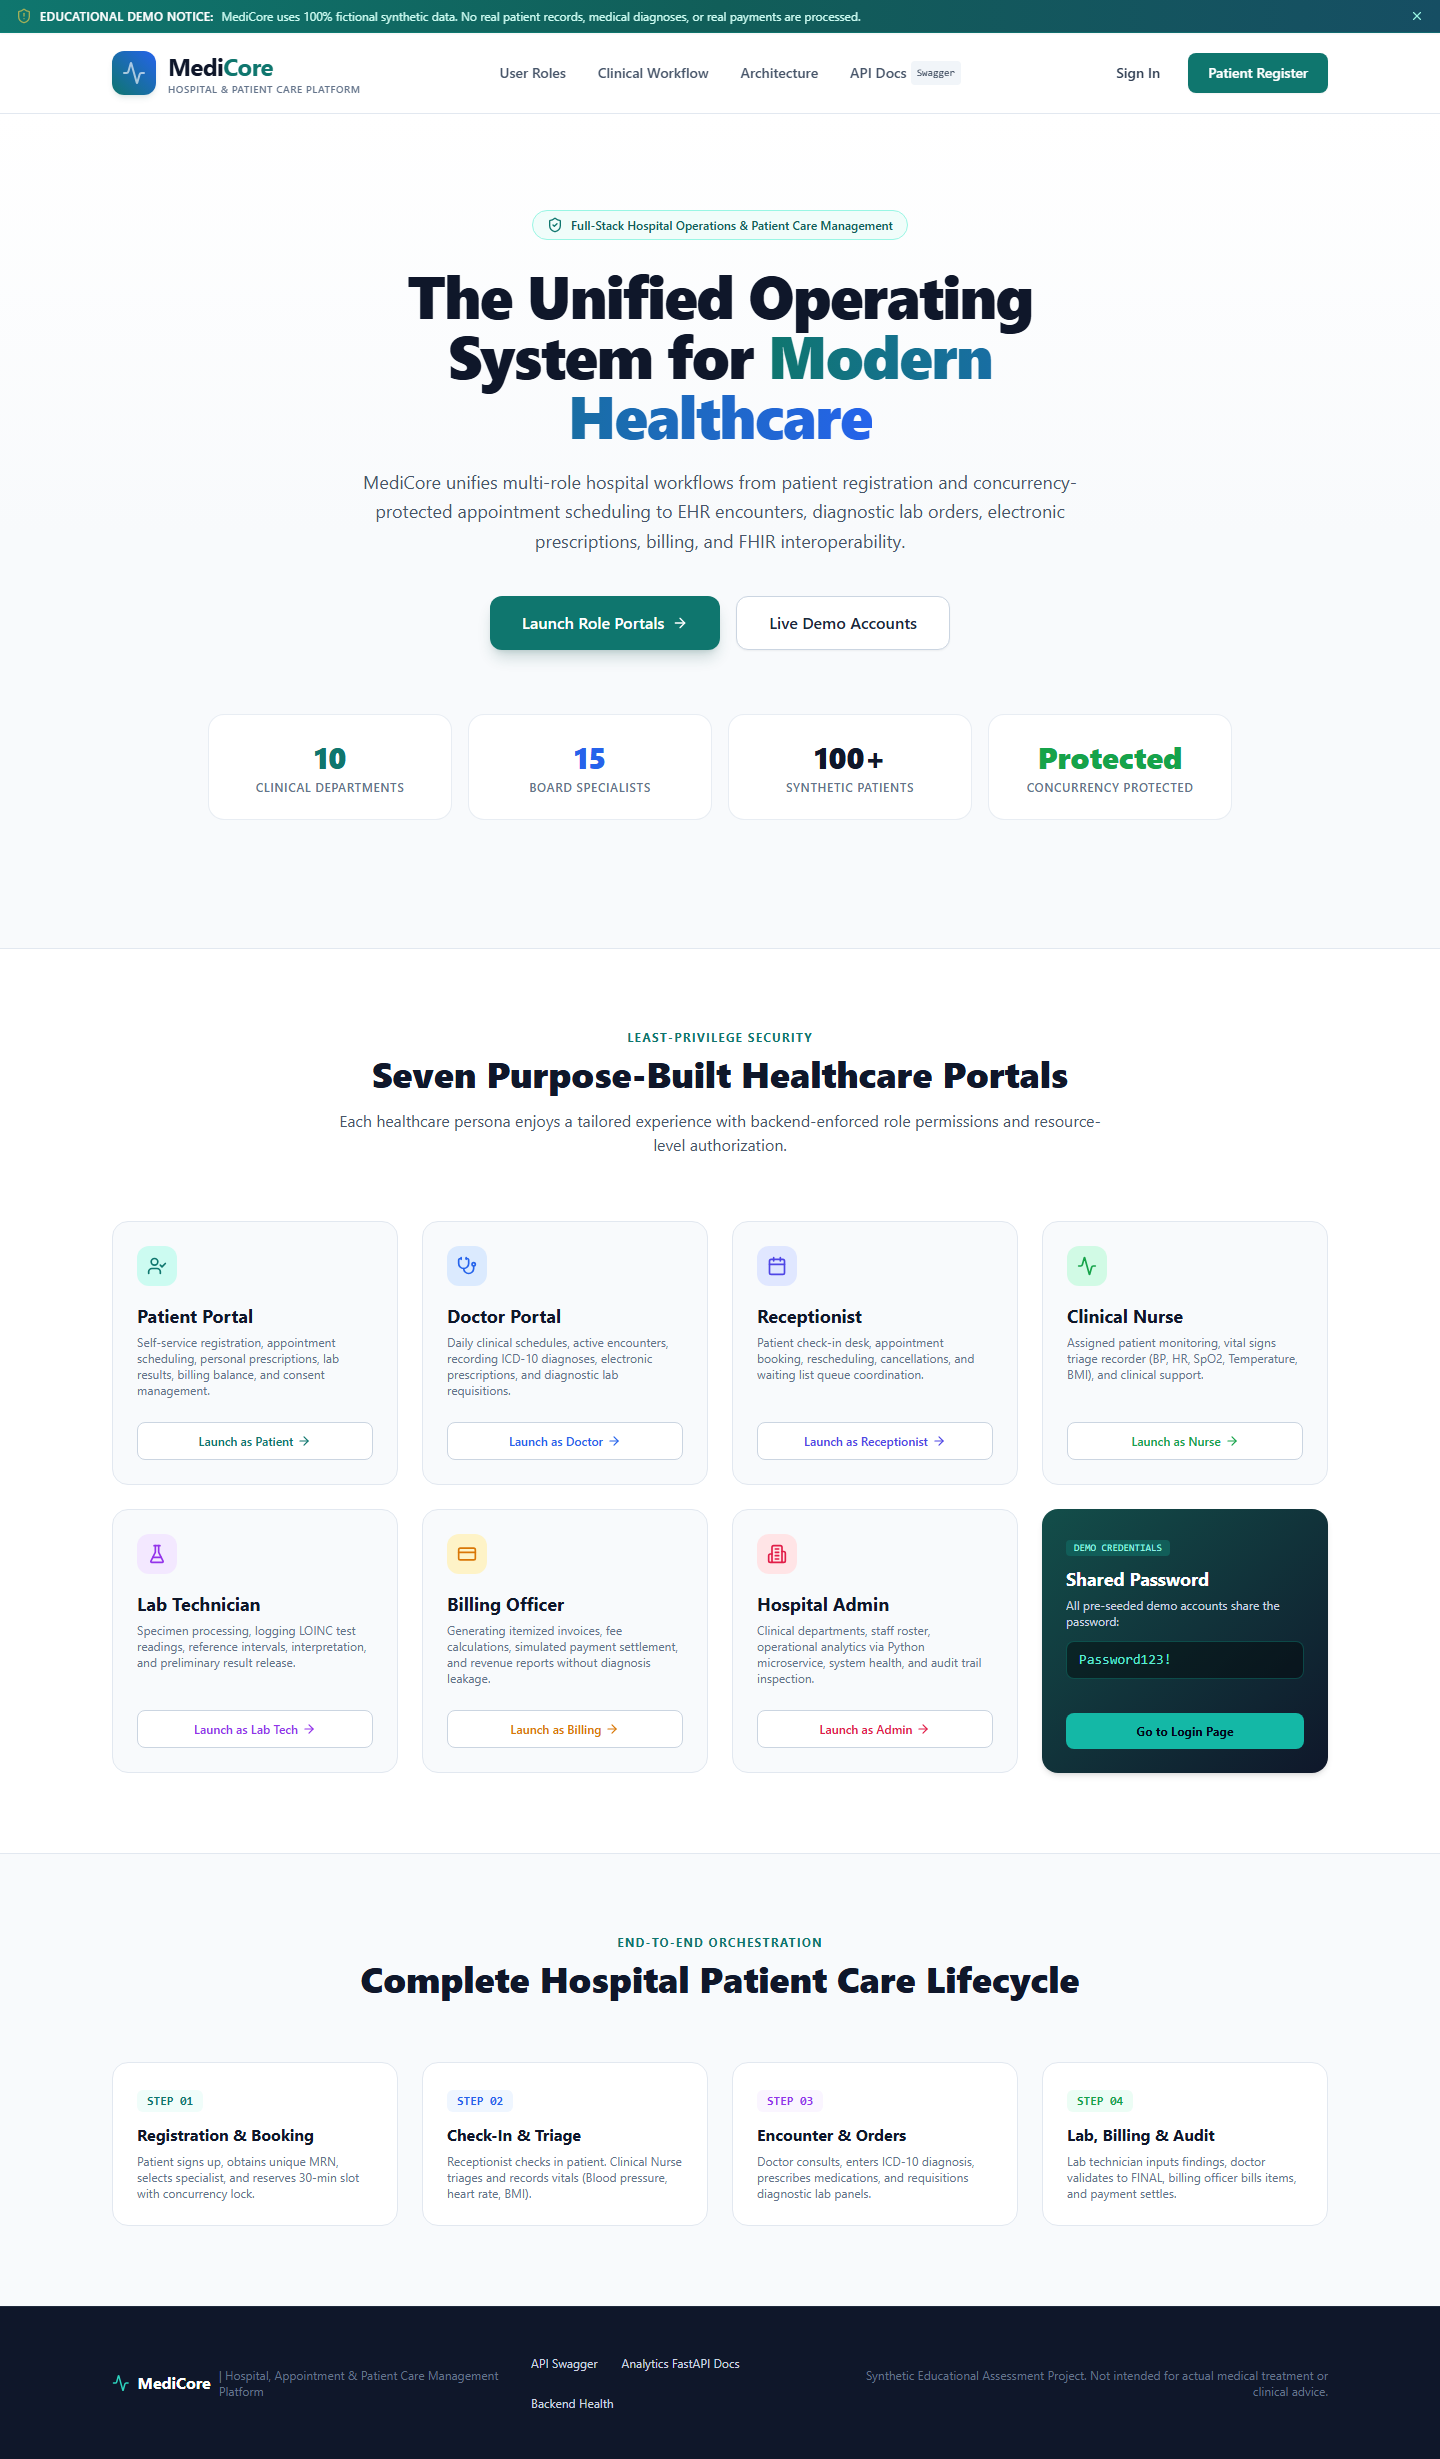 EDUCATIONAL DEMO NOTICE: MediCore uses 100% fictional synthetic data. No real patient records, medical diagnoses, or real payments are processed.
MediCore
HOSPITAL & PATIENT CARE PLATFORM
User Roles
Clinical Workflow
Architecture
API Docs Swagger
Sign In
Patient Register
Full-Stack Hospital Operations & Patient Care Management
The Unified Operating
System for Modern
Healthcare
MediCore unifies multi-role hospital workflows from patient registration and concurrency-
protected appointment scheduling to EHR encounters, diagnostic lab orders, electronic
prescriptions, billing, and FHIR interoperability.
Launch Role Portals
Live Demo Accounts
10
CLINICAL DEPARTMENTS
15
BOARD SPECIALISTS
100+
SYNTHETIC PATIENTS
Protected
CONCURRENCY PROTECTED
LEAST-PRIVILEGE SECURITY
Seven Purpose-Built Healthcare Portals
Each healthcare persona enjoys a tailored experience with backend-enforced role permissions and resource-
level authorization.
Patient Portal
Self-service registration, appointment
scheduling, personal prescriptions, lab
results, billing balance, and consent
management.
Launch as Patient
Doctor Portal
Daily clinical schedules, active encounters,
recording ICD-10 diagnoses, electronic
prescriptions, and diagnostic lab
requisitions.
Launch as Doctor
Receptionist
Patient check-in desk, appointment
booking, rescheduling, cancellations, and
waiting list queue coordination.
Launch as Receptionist
Clinical Nurse
Assigned patient monitoring, vital signs
triage recorder (BP, HR, SpO2, Temperature,
BMI), and clinical support.
Launch as Nurse
Lab Technician
Specimen processing, logging LOINC test
readings, reference intervals, interpretation,
and preliminary result release.
Launch as Lab Tech
Billing Officer
Generating itemized invoices, fee
calculations, simulated payment settlement,
and revenue reports without diagnosis
leakage.
Launch as Billing
Hospital Admin
Clinical departments, staff roster,
operational analytics via Python
microservice, system health, and audit trail
inspection.
Launch as Admin
DEMO CREDENTIALS
Shared Password
All pre-seeded demo accounts share the
password:
Password123!
Go to Login Page
END-TO-END ORCHESTRATION
Complete Hospital Patient Care Lifecycle
STEP 01
Registration & Booking
Patient signs up, obtains unique MRN,
selects specialist, and reserves 30-min slot
with concurrency lock.
STEP 02
Check-In & Triage
Receptionist checks in patient. Clinical Nurse
triages and records vitals (Blood pressure,
heart rate, BMI).
STEP 03
Encounter & Orders
Doctor consults, enters ICD-10 diagnosis,
prescribes medications, and requisitions
diagnostic lab panels.
STEP 04
Lab, Billing & Audit
Lab technician inputs findings, doctor
validates to FINAL, billing officer bills items,
and payment settles.
MediCore
| Hospital, Appointment & Patient Care Management
Platform
API Swagger
Analytics FastAPI Docs
Backend Health
Synthetic Educational Assessment Project. Not intended for actual medical treatment or
clinical advice.